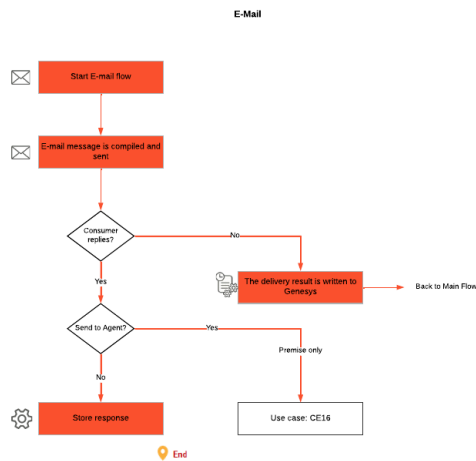 E-Mail
Start E-mail flow
E-mail message is compiled and
sent
Consumer
replies?
No
The delivery result is written to
Genesys
Back to Main Flow
Yes
Send to Agent?
Yes
Premise only
No
Store response
Use case: CE16
End